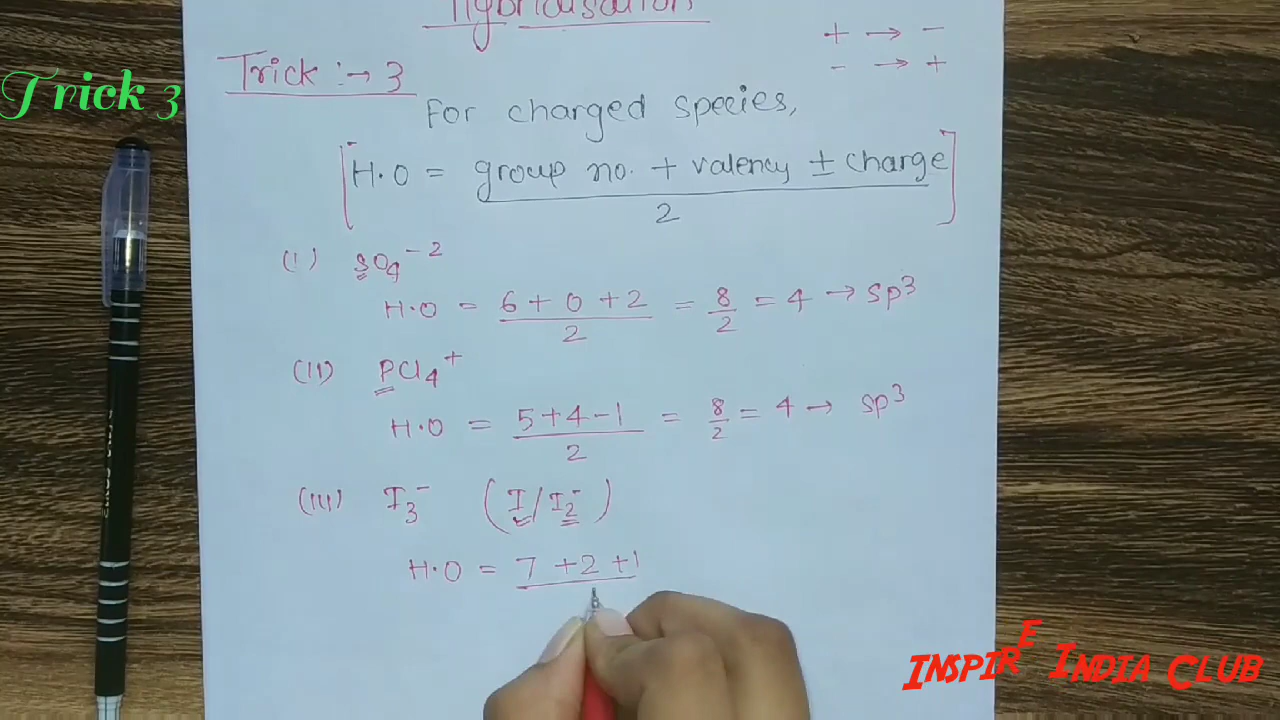 Hybridisation
+ → -
- → +
Trick :→ 3
Trick 3
For charged species,
[H.O = group no. + valency ± charge / 2]
(i) SO₄⁻²
H.O = 6 + 0 + 2 / 2 = 8/2 = 4 → sp³
(ii) PCl₄⁺
H.O = 5+4-1 / 2 = 8/2 = 4 → sp³
(iii) I₃⁻ (I/I₂⁻)
H.O = 7 +2 +1
INSPIRE INDIA CLUB